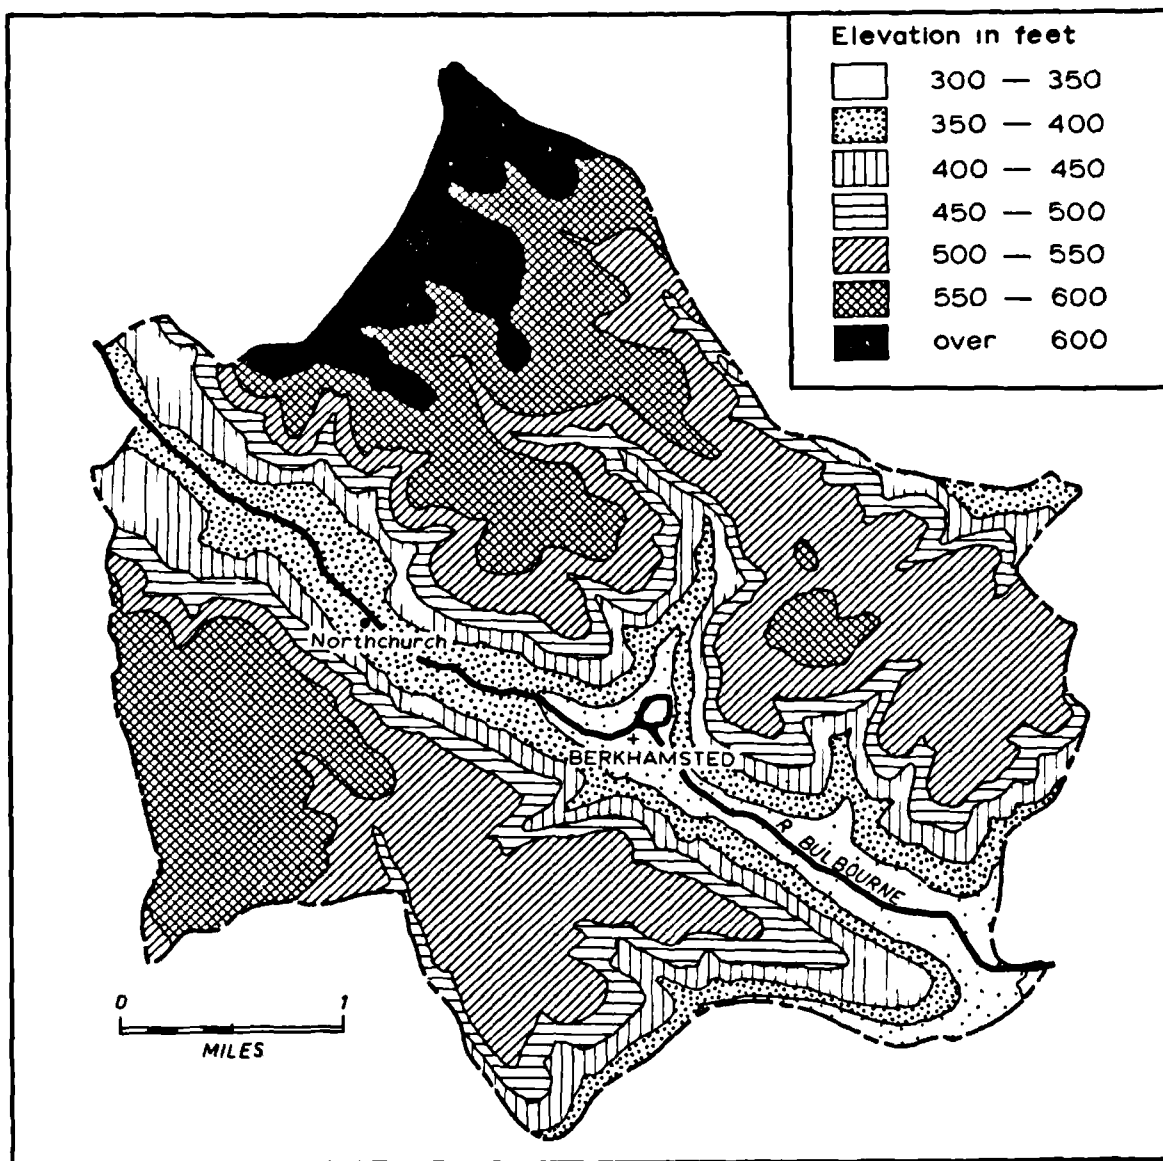 Elevation in feet
300 — 350
350 — 400
400 — 450
450 — 500
500 — 550
550 — 600
over 600
Northchurch
BERKHAMSTED
R BULBOURNE
0 1
MILES